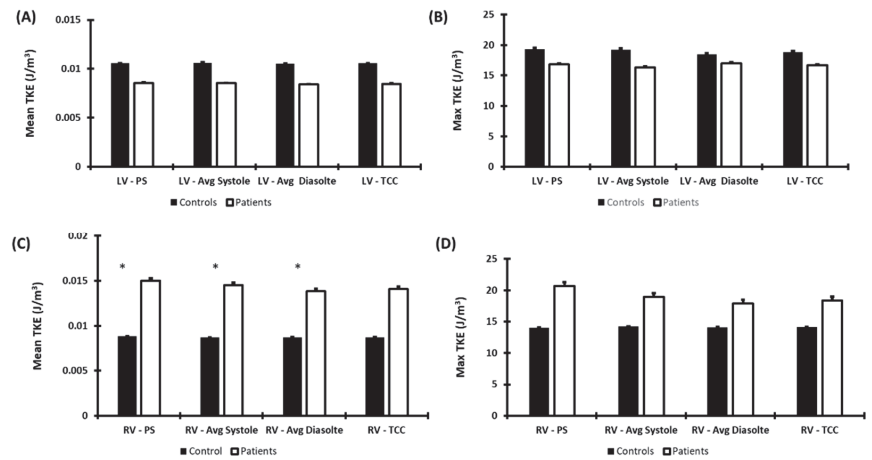 (A)
0.015
0.01
0.005
0
Mean TKE (J/m³)
LV - PS LV - Avg Systole LV - Avg Diasolte LV - TCC
Controls Patients
(B)
25
20
15
10
5
0
Max TKE (J/m³)
LV - PS LV - Avg Systole LV - Avg Diasolte LV - TCC
Controls Patients
(C)
0.02
0.015
0.01
0.005
0
Mean TKE (J/m³)
* * *
RV - PS RV - Avg Systole RV - Avg Diasolte RV - TCC
Control Patients
(D)
25
20
15
10
5
0
Max TKE (J/m³)
RV - PS RV - Avg Systole RV - Avg Diasolte RV - TCC
Controls Patients